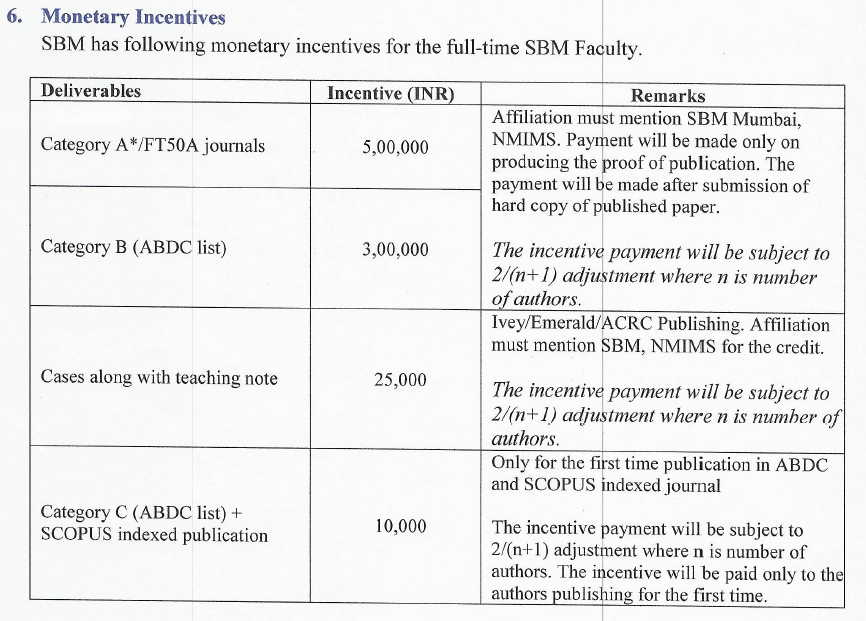 6. Monetary Incentives
SBM has following monetary incentives for the full-time SBM Faculty.
Deliverables
Incentive (INR)
Remarks
Category A*/FT50A journals
5,00,000
Affiliation must mention SBM Mumbai,
NMIMS. Payment will be made only on
producing the proof of publication. The
payment will be made after submission of
hard copy of published paper.
Category B (ABDC list)
3,00,000
The incentive payment will be subject to
2/(n+1) adjustment where n is number
of authors.
Cases along with teaching note
25,000
Ivey/Emerald/ACRC Publishing. Affiliation
must mention SBM, NMIMS for the credit.
The incentive payment will be subject to
2/(n+1) adjustment where n is number of
authors.
Category C (ABDC list) +
SCOPUS indexed publication
10,000
Only for the first time publication in ABDC
and SCOPUS indexed journal
The incentive payment will be subject to
2/(n+1) adjustment where n is number of
authors. The incentive will be paid only to the
authors publishing for the first time.